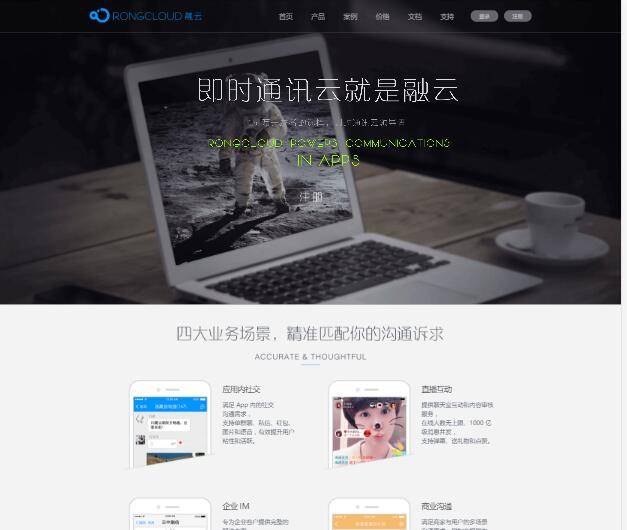 RONGCLOUD 融云
首页 产品 案例 价格 文档 支持 登录 注册
即时通讯云就是融云
RONGCLOUD POWERS COMMUNICATIONS
IN APPS
注册
四大业务场景，精准匹配你的沟通诉求
ACCURATE & THOUGHTFUL
应用内社交
满足 App 内的社交
沟通需求，
支持单群聊、私信、红包、
图片和语音，有效提升用户
粘性和活跃。
直播互动
提供聊天室互动和内容审核
服务，
在线人数无上限、1000 亿
级消息并发，
支持弹幕、送礼物和点赞。
企业 IM
专为企业客户提供完整的
商业沟通
满足商家与用户的多场景